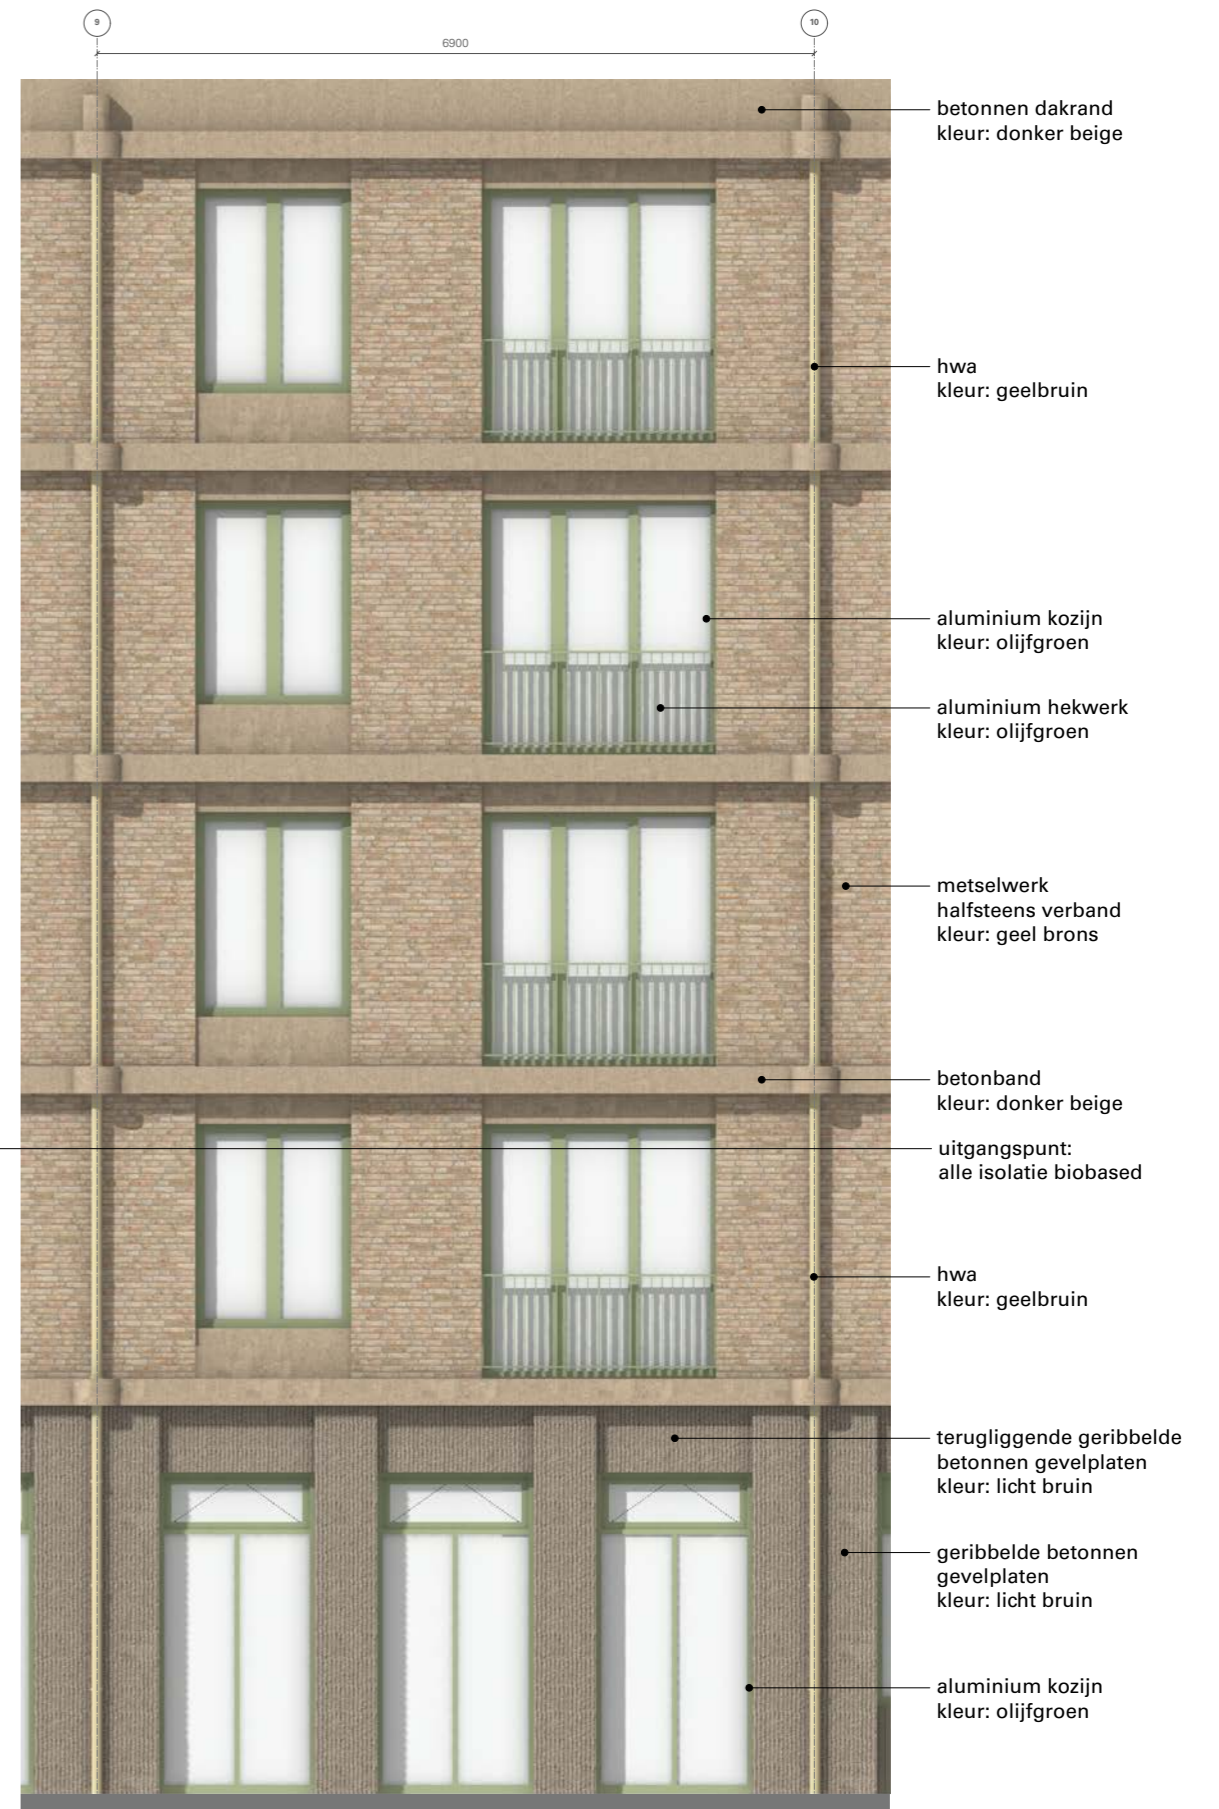 9
10
6900
betonnen dakrand
kleur: donker beige
hwa
kleur: geelbruin
aluminium kozijn
kleur: olijfgroen
aluminium hekwerk
kleur: olijfgroen
metselwerk
halfsteens verband
kleur: geel brons
betonband
kleur: donker beige
uitgangspunt:
alle isolatie biobased
hwa
kleur: geelbruin
terugliggende geribbelde
betonnen gevelplaten
kleur: licht bruin
geribbelde betonnen
gevelplaten
kleur: licht bruin
aluminium kozijn
kleur: olijfgroen